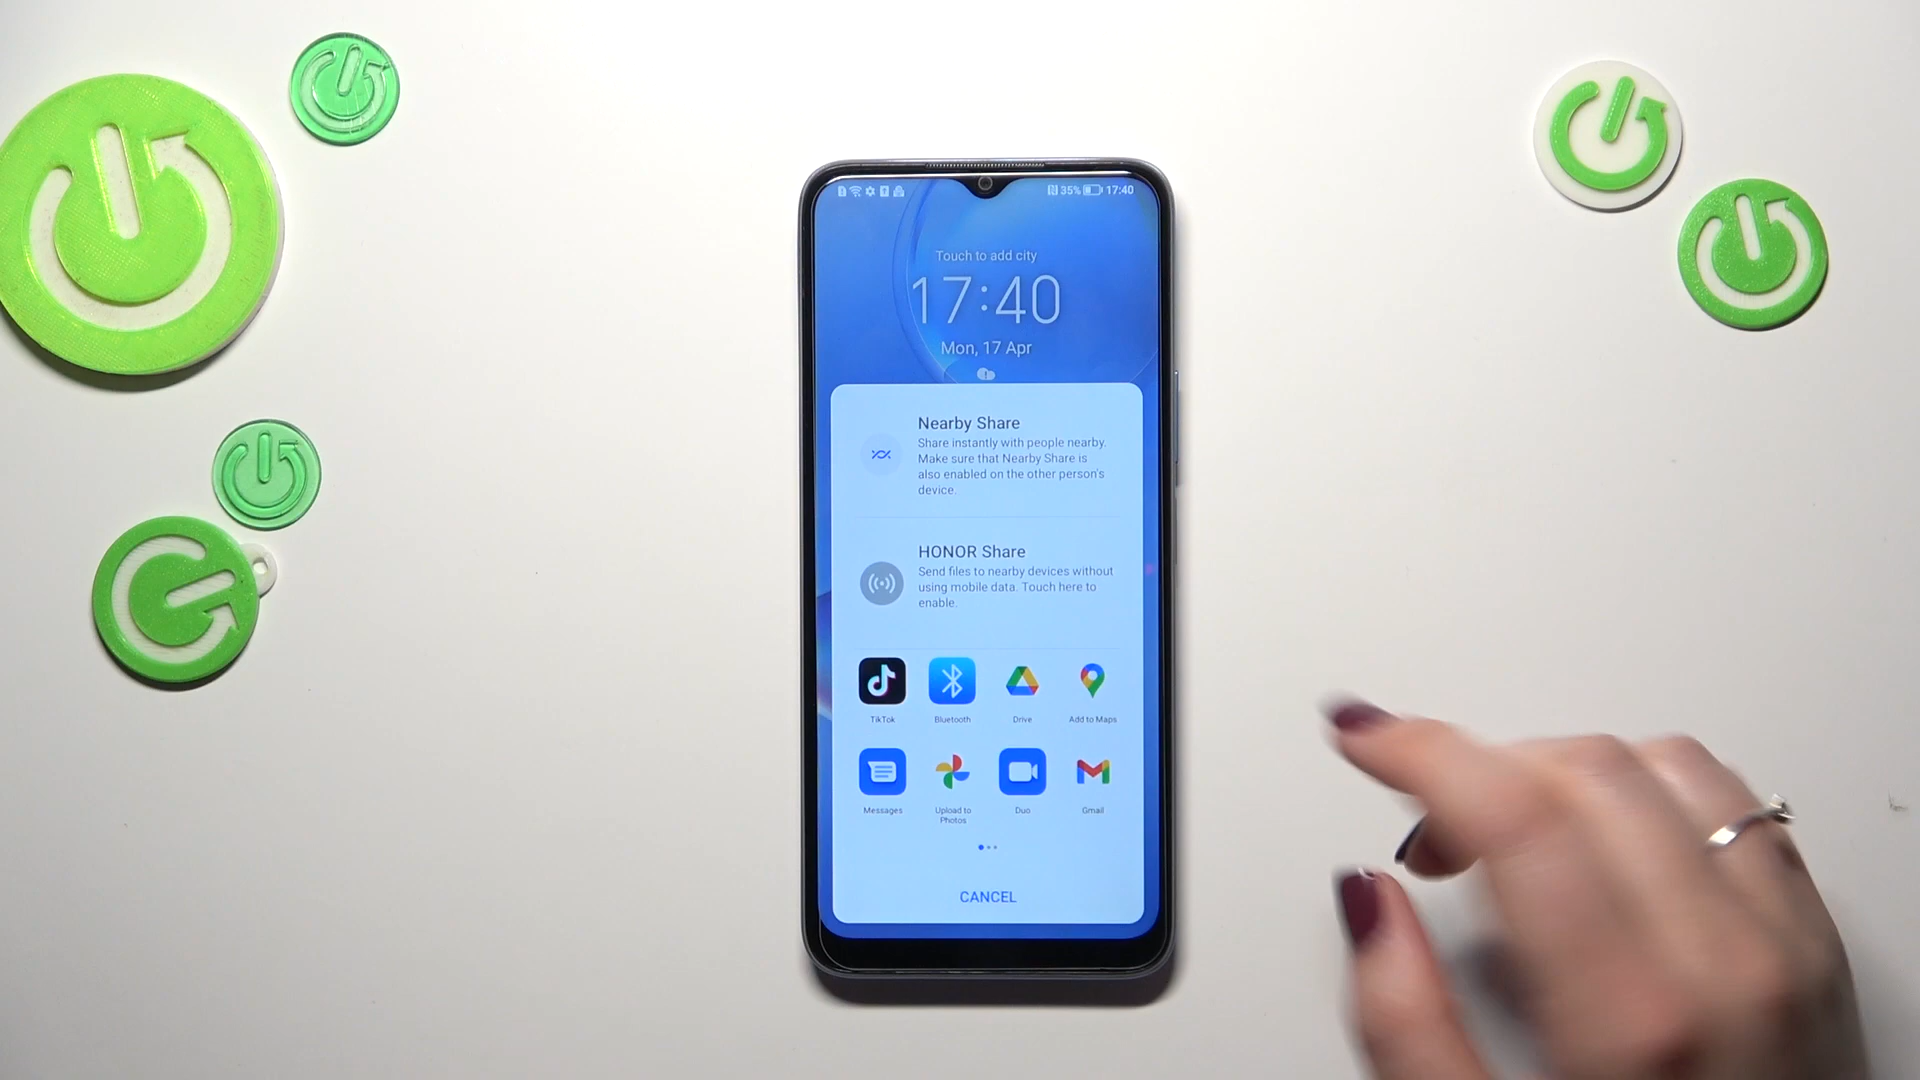 35% 17:40
Touch to add city
17:40
Mon, 17 Apr
Nearby Share
Share instantly with people nearby.
Make sure that Nearby Share is
also enabled on the other person's
device.
HONOR Share
Send files to nearby devices without
using mobile data. Touch here to
enable.
TikTok Bluetooth Drive Add to Maps
Messages Upload to Photos Duo Gmail
CANCEL